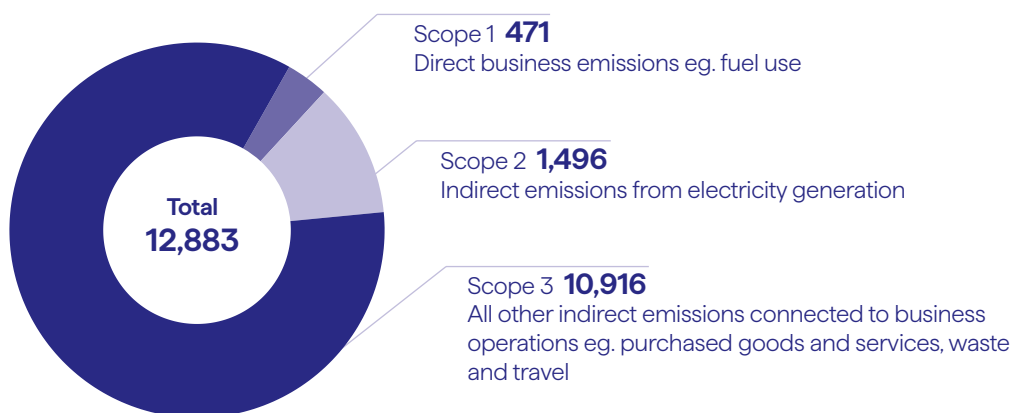 Scope 1 471
Direct business emissions eg. fuel use
Scope 2 1,496
Indirect emissions from electricity generation
Total
12,883
Scope 3 10,916
All other indirect emissions connected to business
operations eg. purchased goods and services, waste
and travel